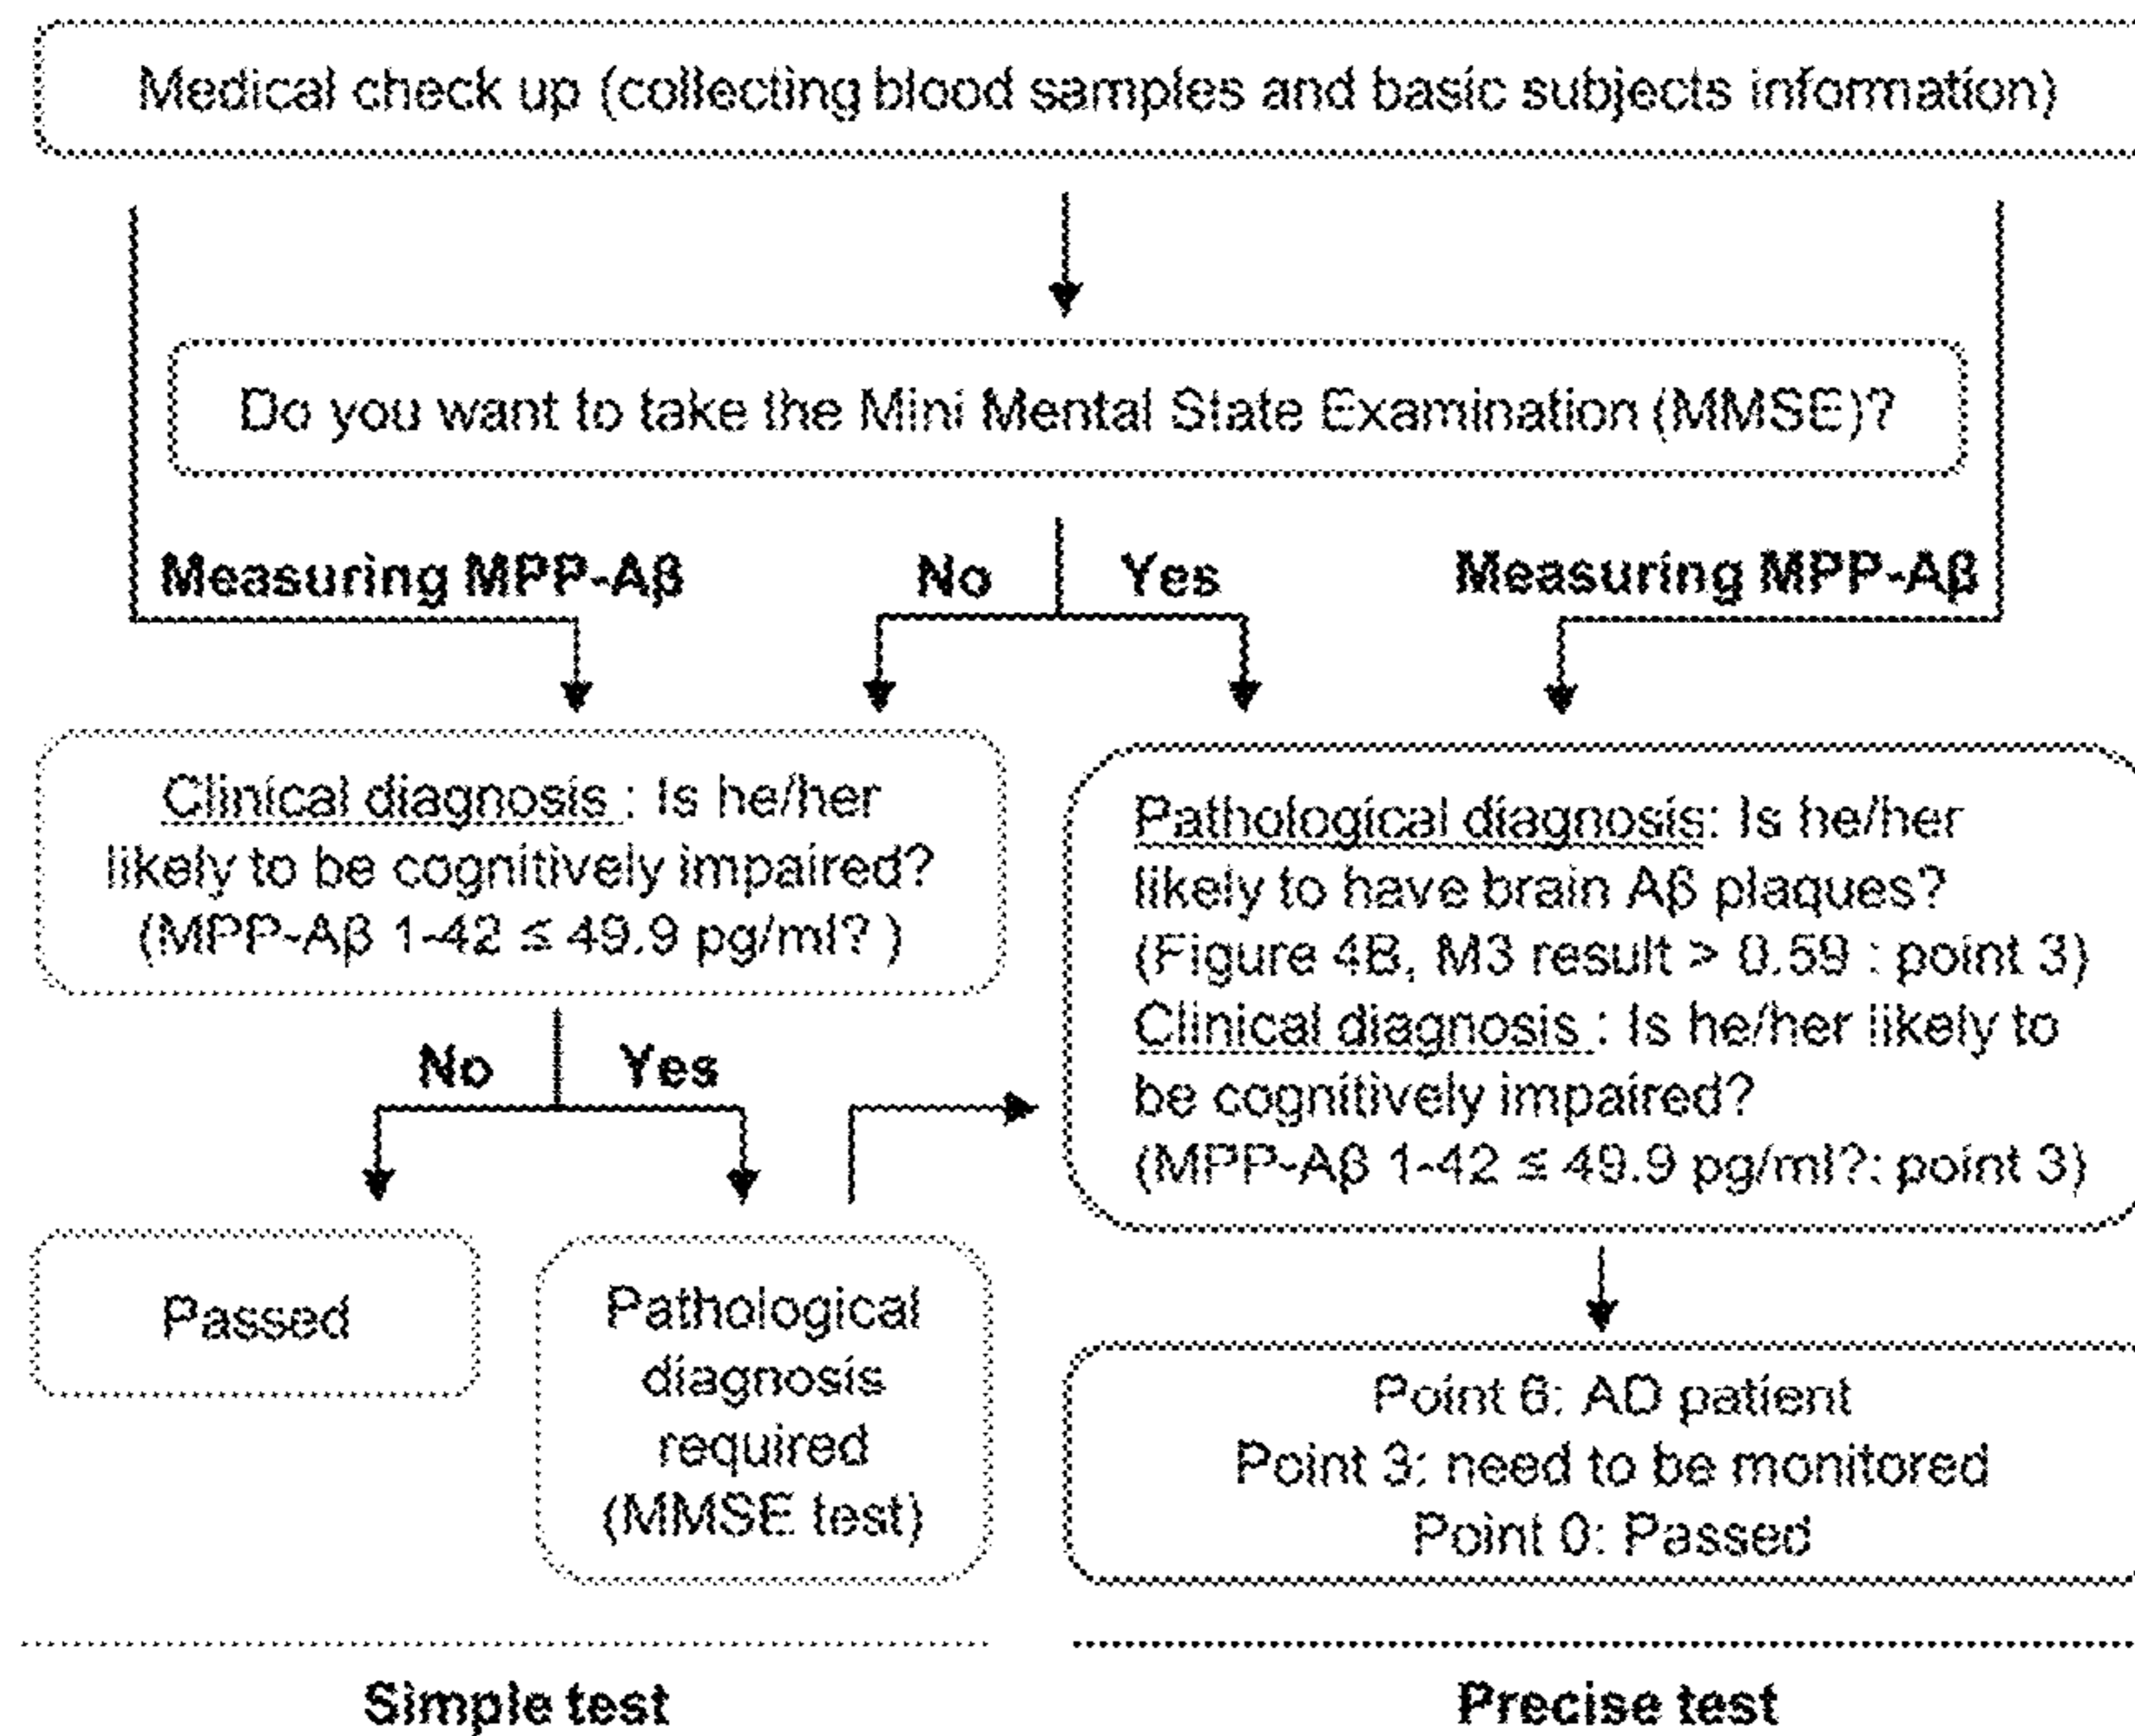 Medical check up (collecting blood samples and basic subjects information)
Do you want to take the Mini Mental State Examination (MMSE)?
Measuring MPP-Aβ
No
Yes
Measuring MPP-Aβ
Clinical diagnosis : Is he/her
likely to be cognitively impaired?
(MPP-Aβ 1-42 ≤ 49.9 pg/ml? )
No
Yes
Passed
Pathological
diagnosis
required
(MMSE test)
Pathological diagnosis: Is he/her
likely to have brain Aβ plaques?
(Figure 4B, M3 result > 0.59 : point 3)
Clinical diagnosis : Is he/her likely to
be cognitively impaired?
(MPP-Aβ 1-42 ≤ 49.9 pg/ml?: point 3)
Point 6: AD patient
Point 3: need to be monitored
Point 0: Passed
Simple test
Precise test